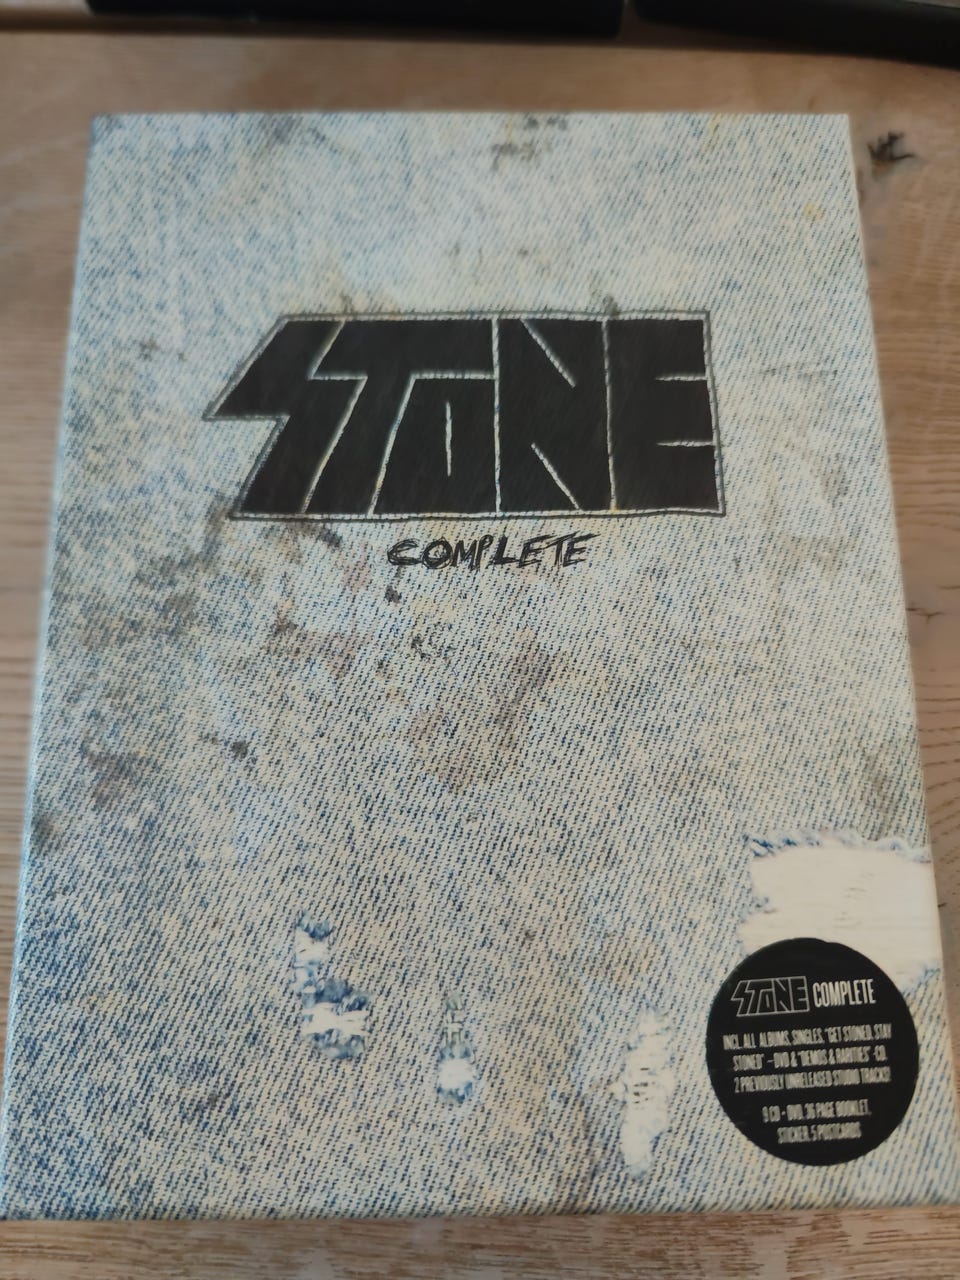 STONE
COMPLETE
STONE COMPLETE
INCL. ALL ALBUMS, SINGLES, "GET STONED, STAY
STONED" -DVD & "DEMOS & RARITIES" -CD.
2 PREVIOUSLY UNRELEASED STUDIO TRACKS!
9 CD + DVD, 36 PAGE BOOKLET,
STICKER, 5 POSTCARDS